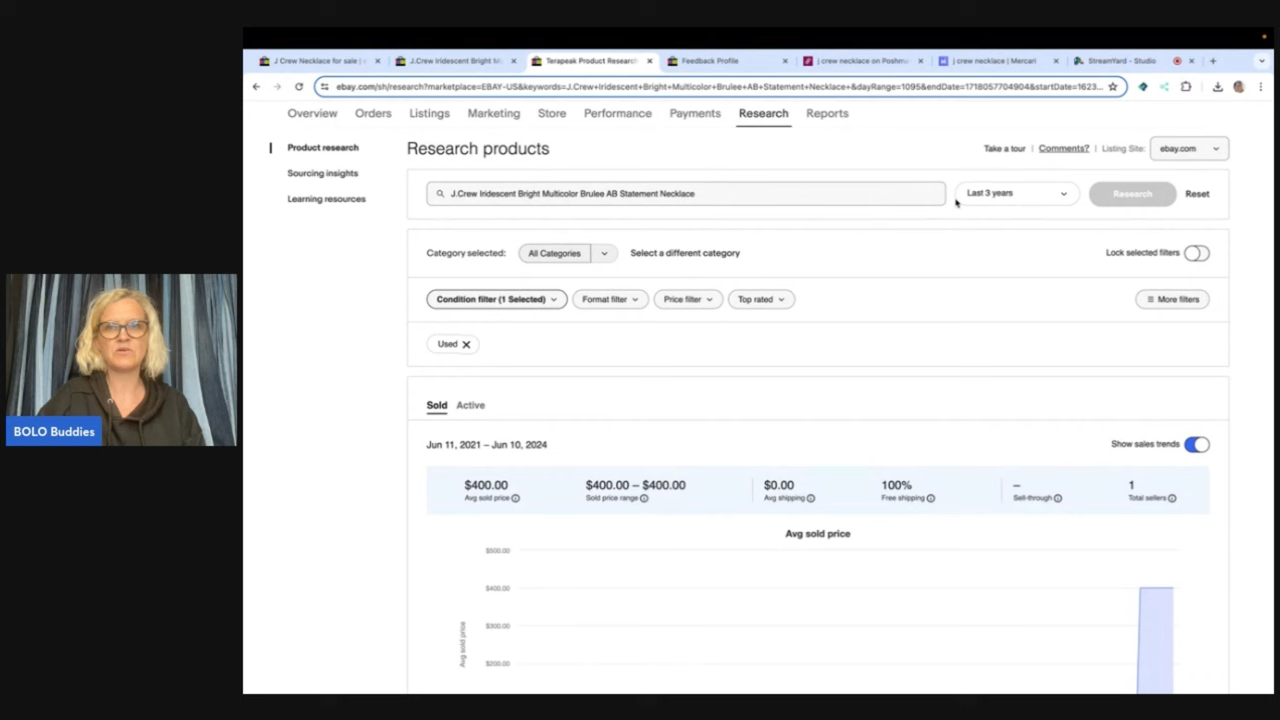 J Crew Necklace for sale | e
J.Crew Iridescent Bright M
Terapeak Product Research
Feedback Profile
j crew necklace on Poshm
j crew necklace | Mercari
StreamYard - Studio
ebay.com/sh/research?marketplace=EBAY-US&keywords=J.Crew+Iridescent+Bright+Multicolor+Brulee+AB+Statement+Necklace+&dayRange=1095&endDate=1718057704904&startDate=1623...
Overview Orders Listings Marketing Store Performance Payments Research Reports
Product research
Sourcing insights
Learning resources
Research products
Take a tour Comments? Listing Site: ebay.com
J.Crew Iridescent Bright Multicolor Brulee AB Statement Necklace
Last 3 years
Research
Reset
Category selected: All Categories Select a different category
Lock selected filters
Condition filter (1 Selected) Format filter Price filter Top rated
More filters
Used
Sold Active
Jun 11, 2021 – Jun 10, 2024
Show sales trends
$400.00 $400.00 – $400.00 $0.00 100% – 1
Avg sold price Sold price range Avg shipping Free shipping Sell-through Total sellers
Avg sold price
$500.00
$400.00
$300.00
$200.00
Avg sold price
BOLO Buddies